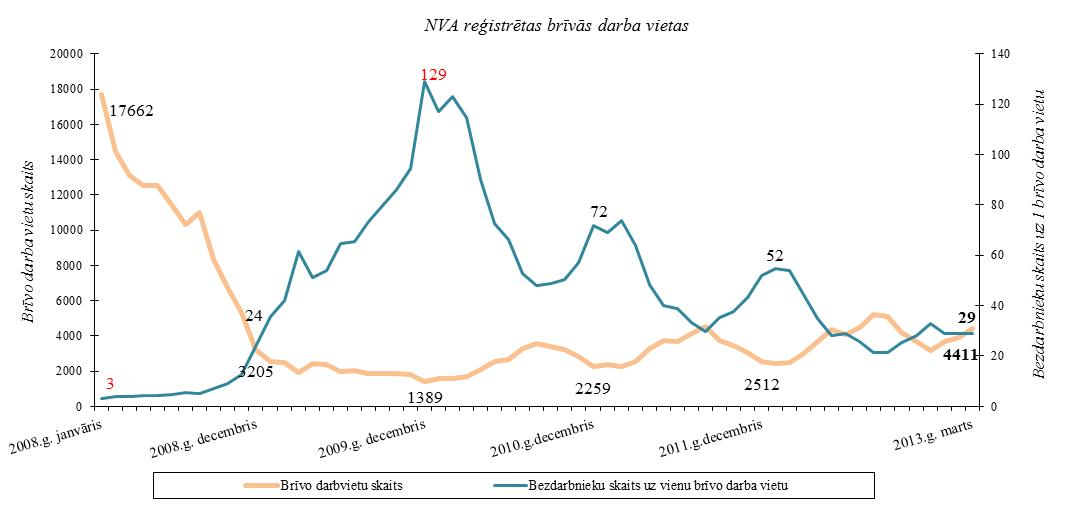 NVA reģistrētas brīvās darba vietas
Brīvo darba vietu skaits
20000
18000
16000
14000
12000
10000
8000
6000
4000
2000
0
140
120
100
80
60
40
20
0
Bezdarbnieku skaits uz 1 brīvo darba vietu
17662
3
24
3205
129
1389
72
2259
52
2512
29
4411
2008.g. janvāris
2008.g. decembris
2009.g. decembris
2010.g.decembris
2011.g.decembris
2013.g. marts
Brīvo darbvietu skaits
Bezdarbnieku skaits uz vienu brīvo darba vietu